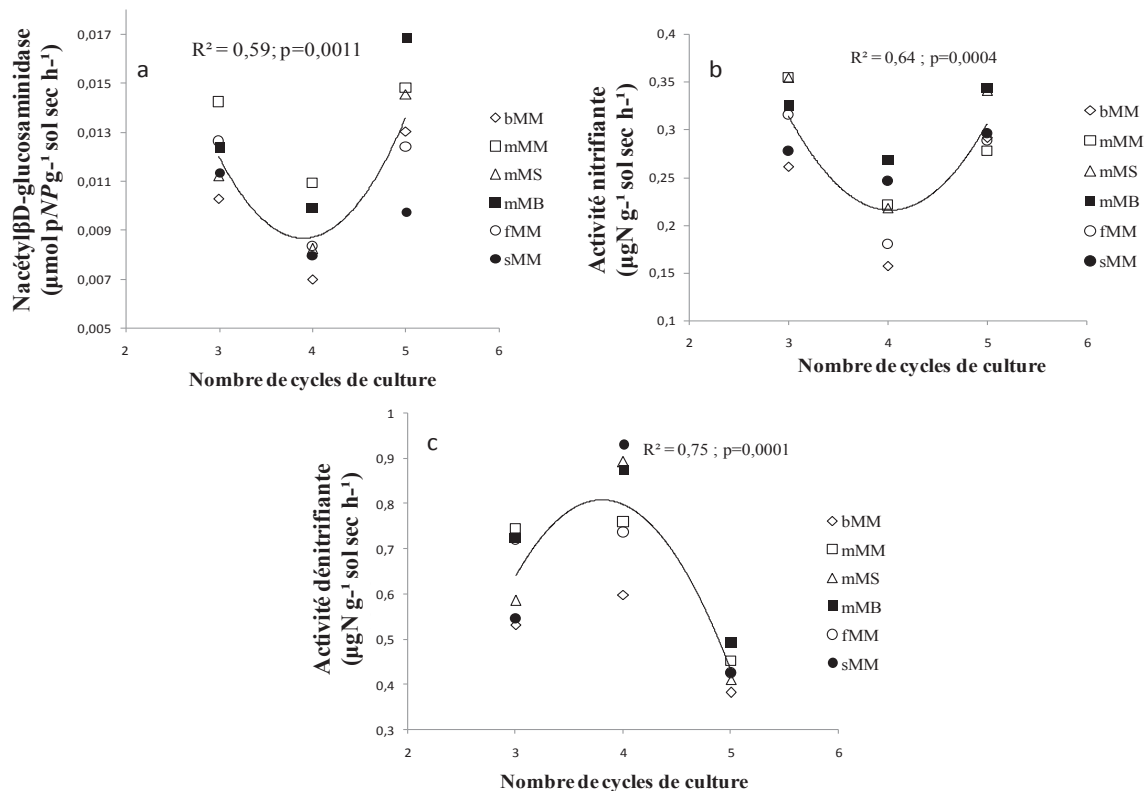 a
R² = 0,59; p=0,0011
NacétylβD-glucosaminidase
(µmol pNPg-¹ sol sec h-¹)
0,017
0,015
0,013
0,011
0,009
0,007
0,005
2 3 4 5 6
Nombre de cycles de culture
bMM
mMM
mMS
mMB
fMM
sMM
b
R² = 0,64 ; p=0,0004
Activité nitrifiante
(µgN g-¹ sol sec h-¹)
0,4
0,35
0,3
0,25
0,2
0,15
0,1
2 3 4 5 6
Nombre de cycles de culture
bMM
mMM
mMS
mMB
fMM
sMM
c
R² = 0,75 ; p=0,0001
Activité dénitrifiante
(µgN g-¹ sol sec h-¹)
1
0,9
0,8
0,7
0,6
0,5
0,4
0,3
2 3 4 5 6
Nombre de cycles de culture
bMM
mMM
mMS
mMB
fMM
sMM